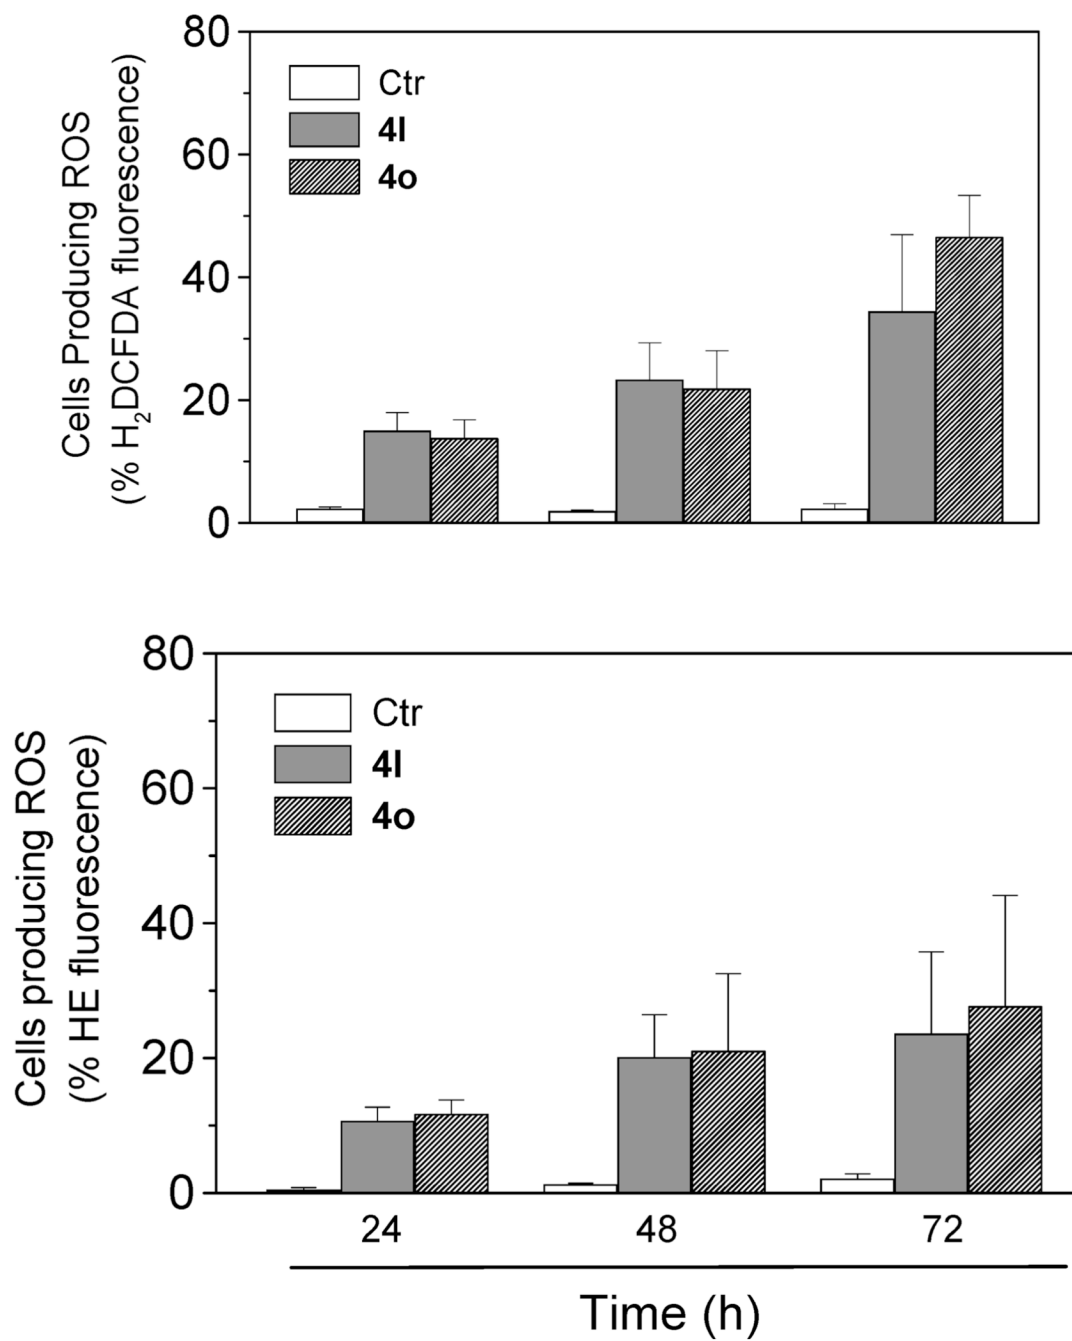 Cells Producing ROS
(% H₂DCFDA fluorescence)
80
60
40
20
0
Ctr
4l
4o
Cells producing ROS
(% HE fluorescence)
80
60
40
20
0
Ctr
4l
4o
24 48 72
Time (h)